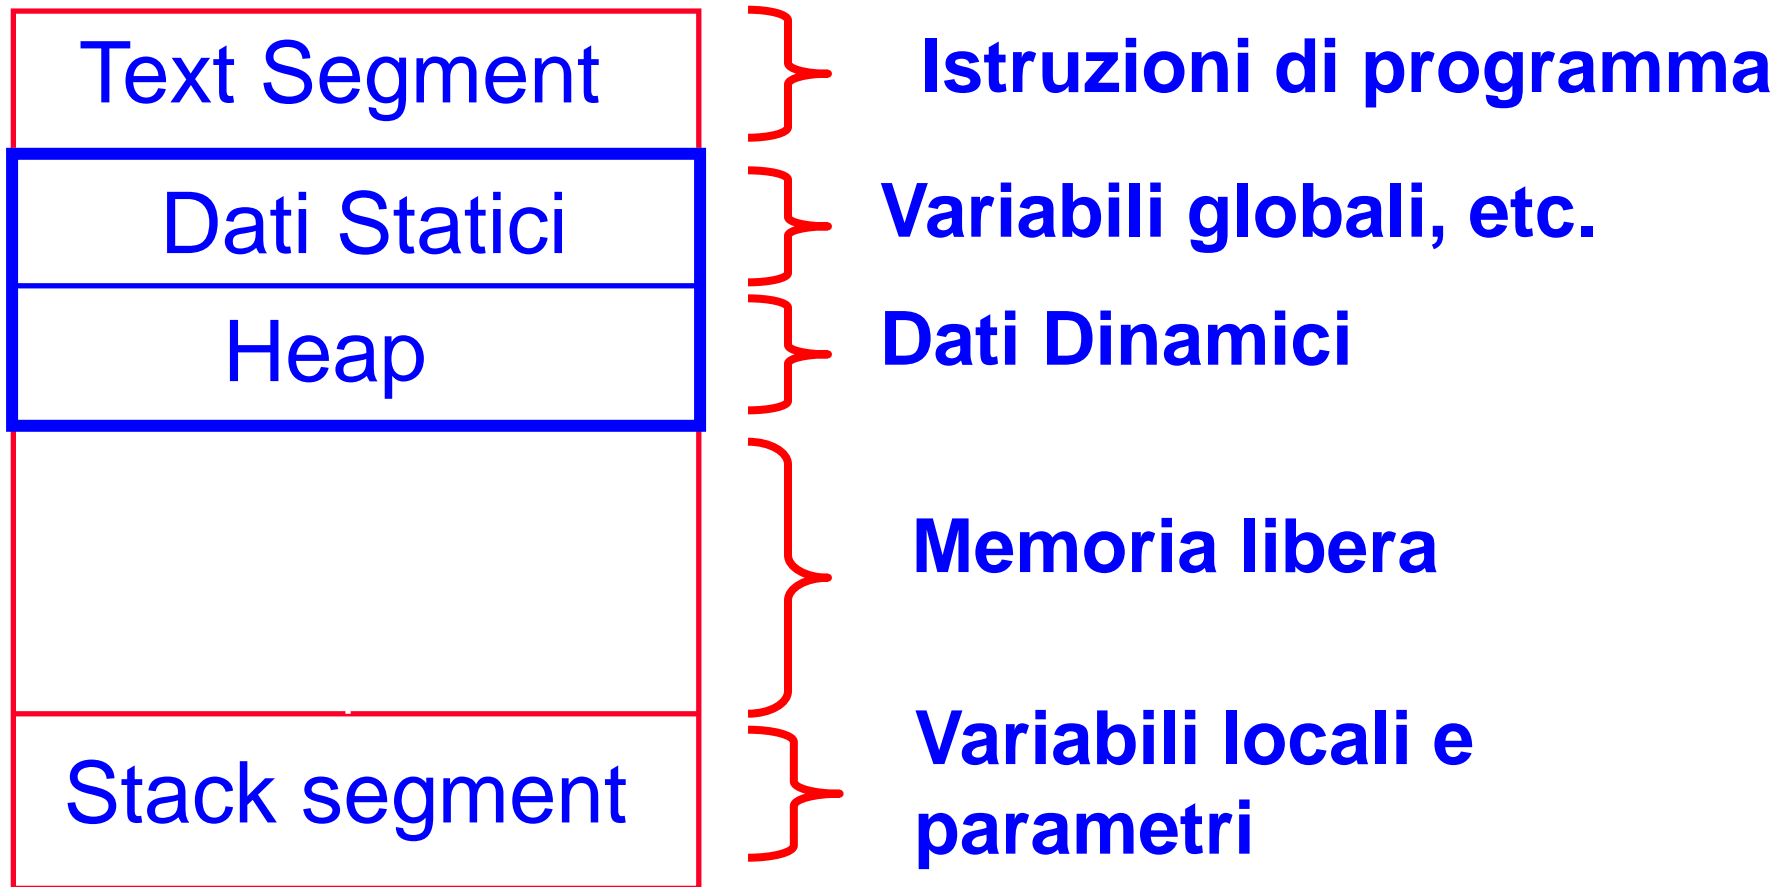 Text Segment
Istruzioni di programma
Dati Statici
Variabili globali, etc.
Heap
Dati Dinamici
Memoria libera
Stack segment
Variabili locali e
parametri